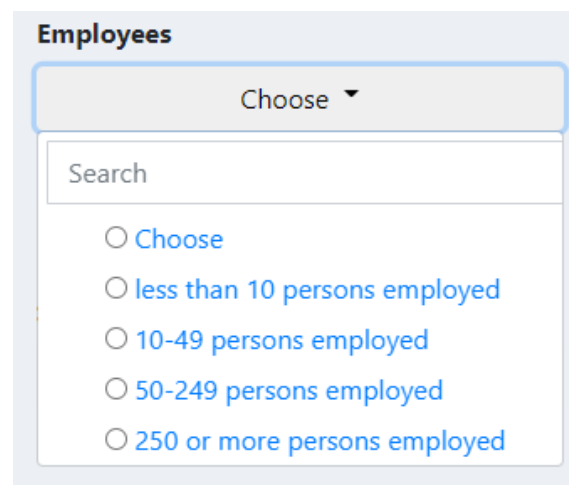 Employees
Choose
Search
Choose
less than 10 persons employed
10-49 persons employed
50-249 persons employed
250 or more persons employed